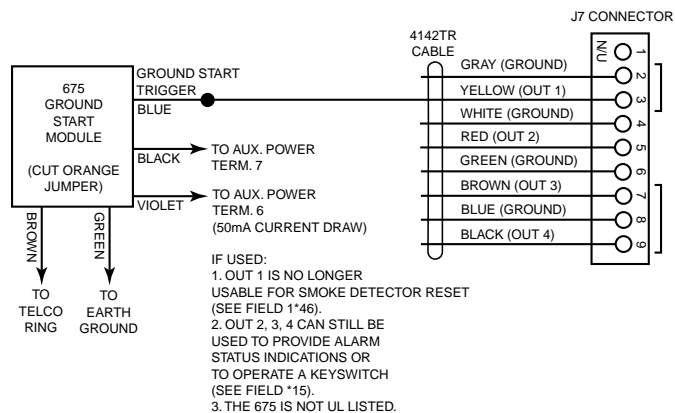 J7 CONNECTOR
4142TR
CABLE
N/U
1
GRAY (GROUND)
2
YELLOW (OUT 1)
3
WHITE (GROUND)
4
RED (OUT 2)
5
GREEN (GROUND)
6
BROWN (OUT 3)
7
BLUE (GROUND)
8
BLACK (OUT 4)
9
675
GROUND
START
MODULE
(CUT ORANGE
JUMPER)
GROUND START
TRIGGER
BLUE
BLACK
TO AUX. POWER
TERM. 7
VIOLET
TO AUX. POWER
TERM. 6
(50mA CURRENT DRAW)
BROWN
GREEN
TO
TELCO
RING
TO
EARTH
GROUND
IF USED:
1. OUT 1 IS NO LONGER
USABLE FOR SMOKE DETECTOR RESET
(SEE FIELD 1*46).
2. OUT 2, 3, 4 CAN STILL BE
USED TO PROVIDE ALARM
STATUS INDICATIONS OR
TO OPERATE A KEYSWITCH
(SEE FIELD *15).
3. THE 675 IS NOT UL LISTED.